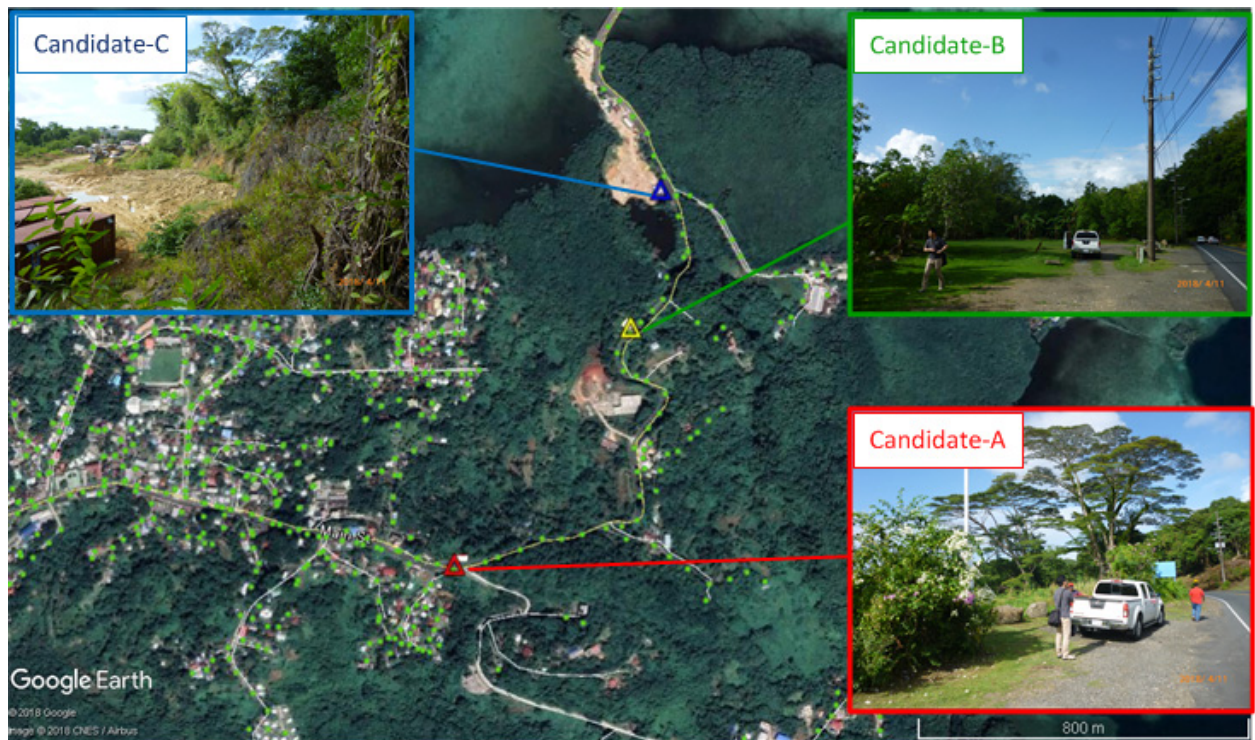 Candidate-C
2018/ 4/11
Candidate-B
2018/ 4/11
Candidate-A
2018/ 4/11
Main St
Google Earth
© 2018 Google
Image © 2018 CNES / Airbus
800 m